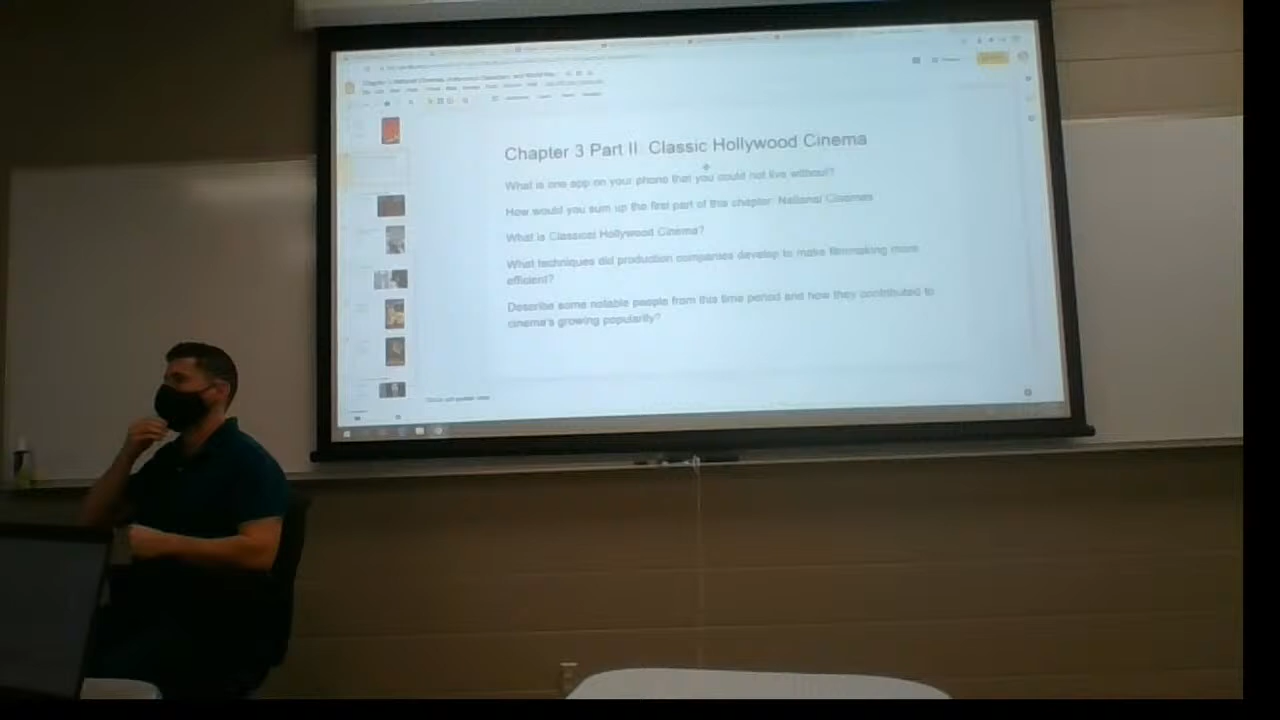 Chapter 3 Part II Classic Hollywood Cinema
What is one app on your phone that you could not live without?
How would you sum up the first part of this chapter: National Cinemas
What is Classical Hollywood Cinema?
What techniques did production companies develop to make filmmaking more
efficient?
Describe some notable people from this time period and how they contributed to
cinema's growing popularity?